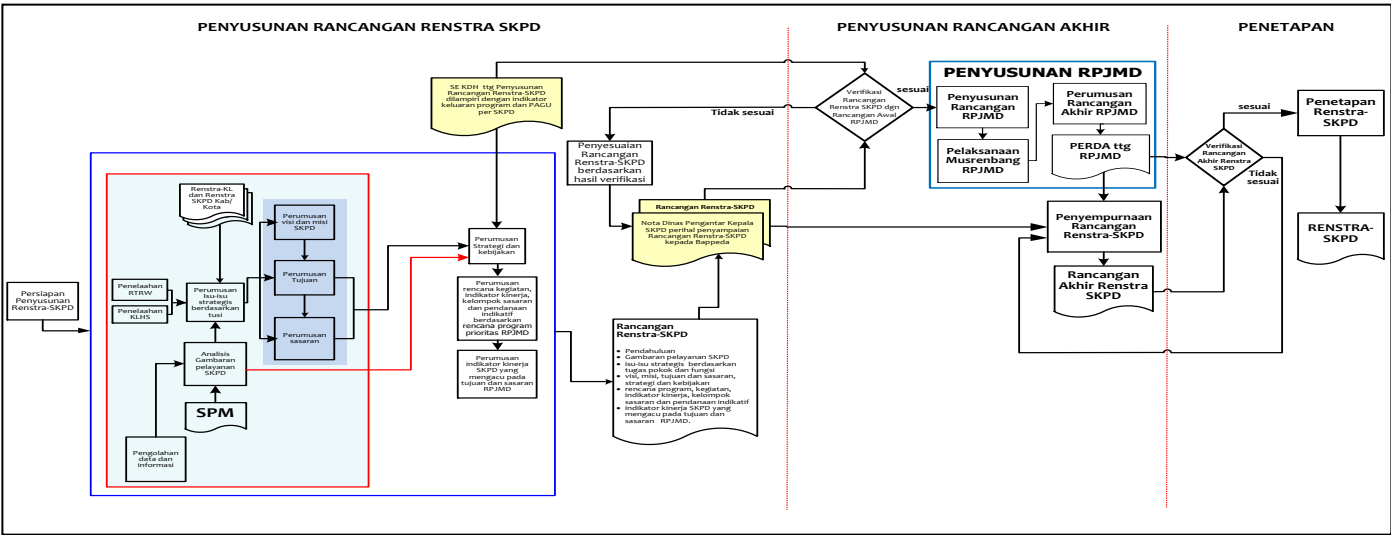 PENYUSUNAN RANCANGAN RENSTRA SKPD
PENYUSUNAN RANCANGAN AKHIR
PENETAPAN
Persiapan
Penyusunan
Renstra-SKPD
Renstra-KL
dan Renstra
SKPD Kab/
Kota
Penelaahan
RTRW
Penelaahan
KLHS
Perumusan
Isu-isu
strategis
berdasarkan
tusi
Analisis
Gambaran
pelayanan
SKPD
SPM
Pengolahan
data dan
informasi
Perumusan
visi dan misi
SKPD
Perumusan
Tujuan
Perumusan
sasaran
SE KDH ttg Penyusunan
Rancangan Renstra-SKPD
dilampiri dengan indikator
keluaran program dan PAGU
per SKPD
Perumusan
Strategi dan
kebijakan
Perumusan
rencana kegiatan,
indikator kinerja,
kelompok sasaran
dan pendanaan
indikatif
berdasarkan
rencana program
prioritas RPJMD
Perumusan
indikator kinerja
SKPD yang
mengacu pada
tujuan dan sasaran
RPJMD
Tidak sesuai
Penyesuaian
Rancangan
Renstra-SKPD
berdasarkan
hasil verifikasi
Rancangan Renstra-SKPD
Nota Dinas Pengantar Kepala
SKPD perihal penyampaian
Rancangan Renstra-SKPD
kepada Bappeda
Rancangan
Renstra-SKPD
• Pendahuluan
• Gambaran pelayanan SKPD
• isu-isu strategis berdasarkan
tugas pokok dan fungsi
• visi, misi, tujuan dan sasaran,
strategi dan kebijakan
• rencana program, kegiatan,
indikator kinerja, kelompok
sasaran dan pendanaan indikatif
• indikator kinerja SKPD yang
mengacu pada tujuan dan
sasaran RPJMD.
Verifikasi
Rancangan
Renstra SKPD dgn
Rancangan Awal
RPJMD
sesuai
PENYUSUNAN RPJMD
Penyusunan
Rancangan
RPJMD
Pelaksanaan
Musrenbang
RPJMD
Perumusan
Rancangan
Akhir RPJMD
PERDA ttg
RPJMD
Penyempurnaan
Rancangan
Renstra-SKPD
Rancangan
Akhir Renstra
SKPD
Verifikasi
Rancangan
Akhir Renstra
SKPD
sesuai
Tidak
sesuai
Penetapan
Renstra-
SKPD
RENSTRA-
SKPD